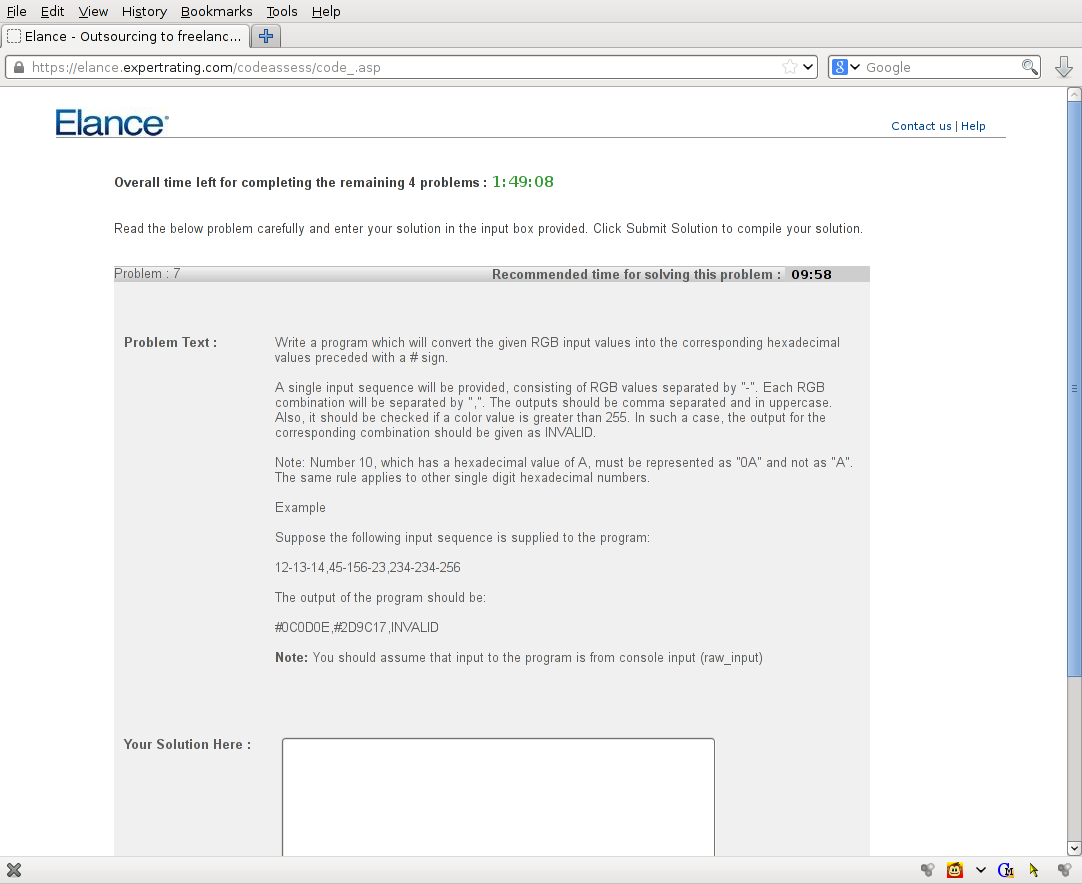 File Edit View History Bookmarks Tools Help
Elance - Outsourcing to freelanc...
https://elance.expertrating.com/codeassess/code_.asp
8 Google
Elance
Contact us | Help
Overall time left for completing the remaining 4 problems : 1:49:08
Read the below problem carefully and enter your solution in the input box provided. Click Submit Solution to compile your solution.
Problem : 7 Recommended time for solving this problem : 09:58
Problem Text : Write a program which will convert the given RGB input values into the corresponding hexadecimal
values preceded with a # sign.
A single input sequence will be provided, consisting of RGB values separated by "-". Each RGB
combination will be separated by ",". The outputs should be comma separated and in uppercase.
Also, it should be checked if a color value is greater than 255. In such a case, the output for the
corresponding combination should be given as INVALID.
Note: Number 10, which has a hexadecimal value of A, must be represented as "0A" and not as "A".
The same rule applies to other single digit hexadecimal numbers.
Example
Suppose the following input sequence is supplied to the program:
12-13-14,45-156-23,234-234-256
The output of the program should be:
#0C0D0E,#2D9C17,INVALID
Note: You should assume that input to the program is from console input (raw_input)
Your Solution Here :